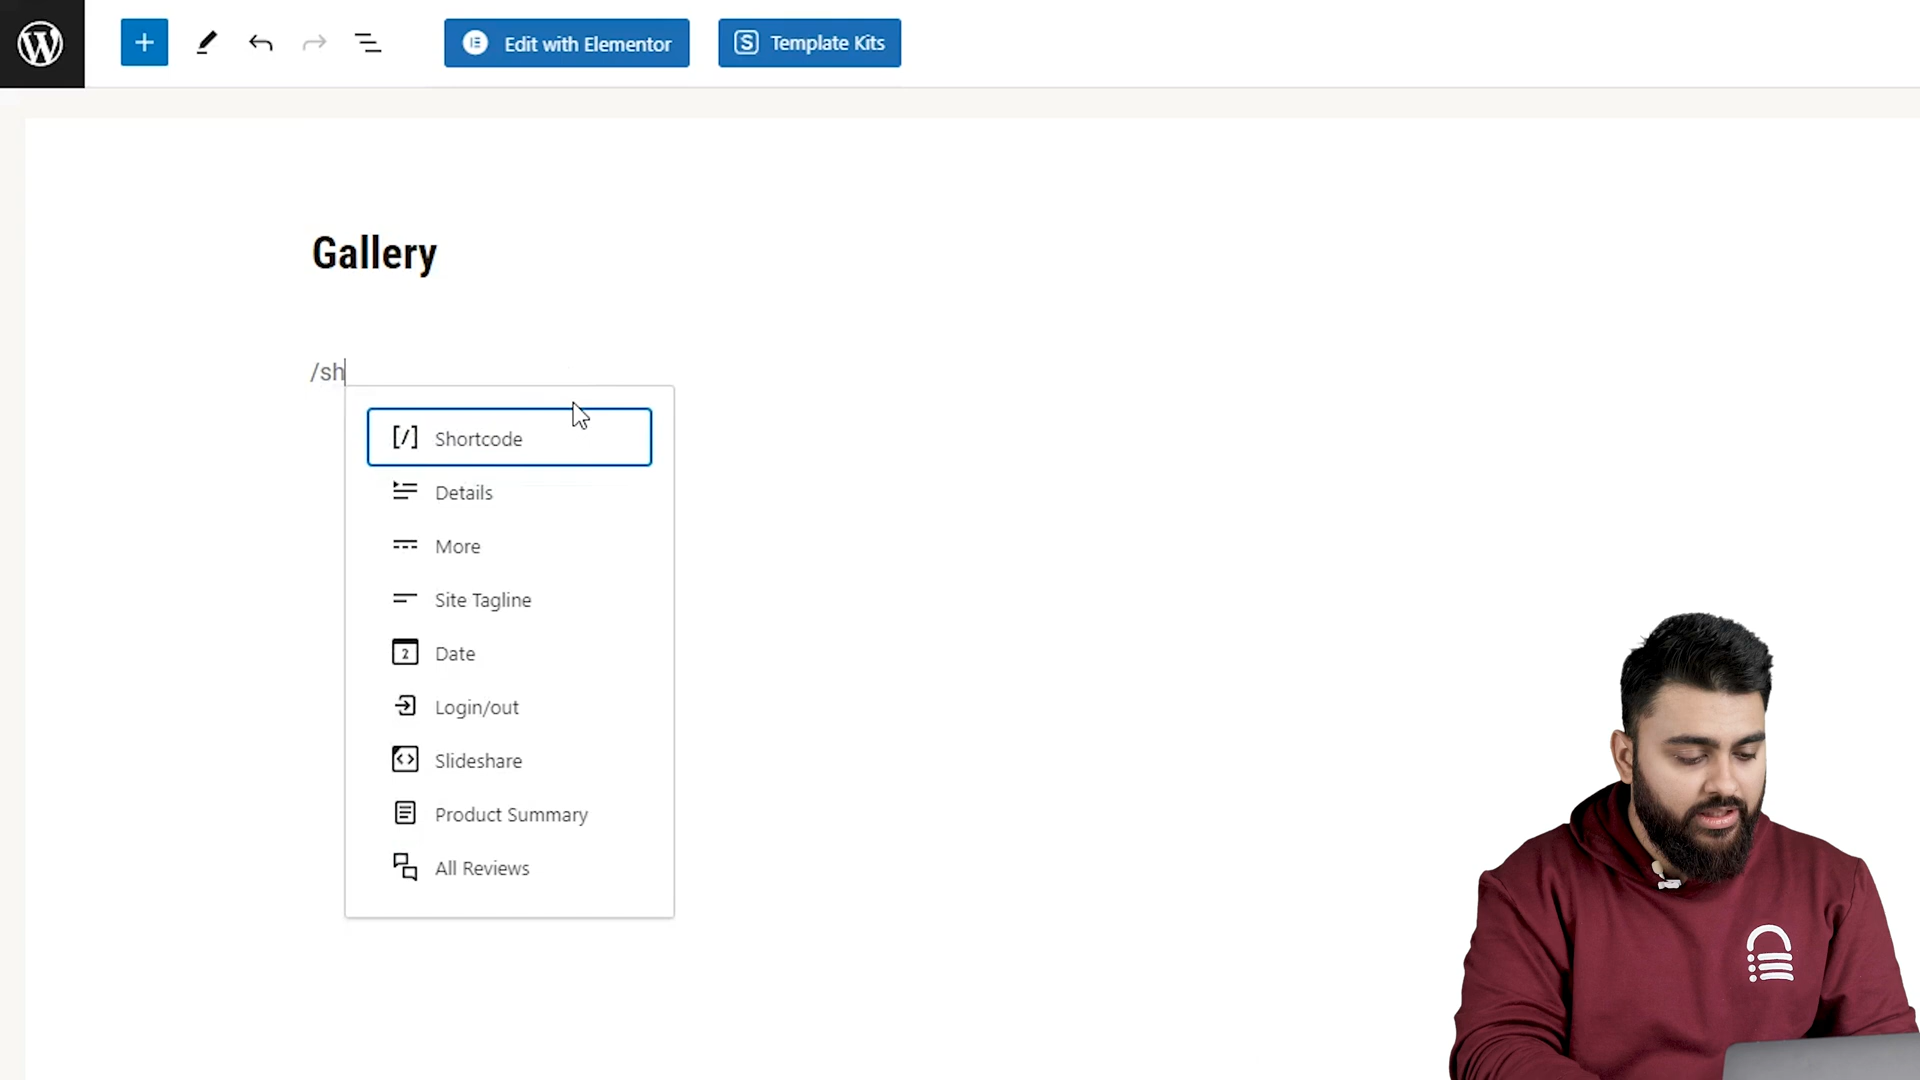 Edit with Elementor
Template Kits
Gallery
/sh
[/] Shortcode
Details
More
Site Tagline
2 Date
Login/out
Slideshare
Product Summary
All Reviews